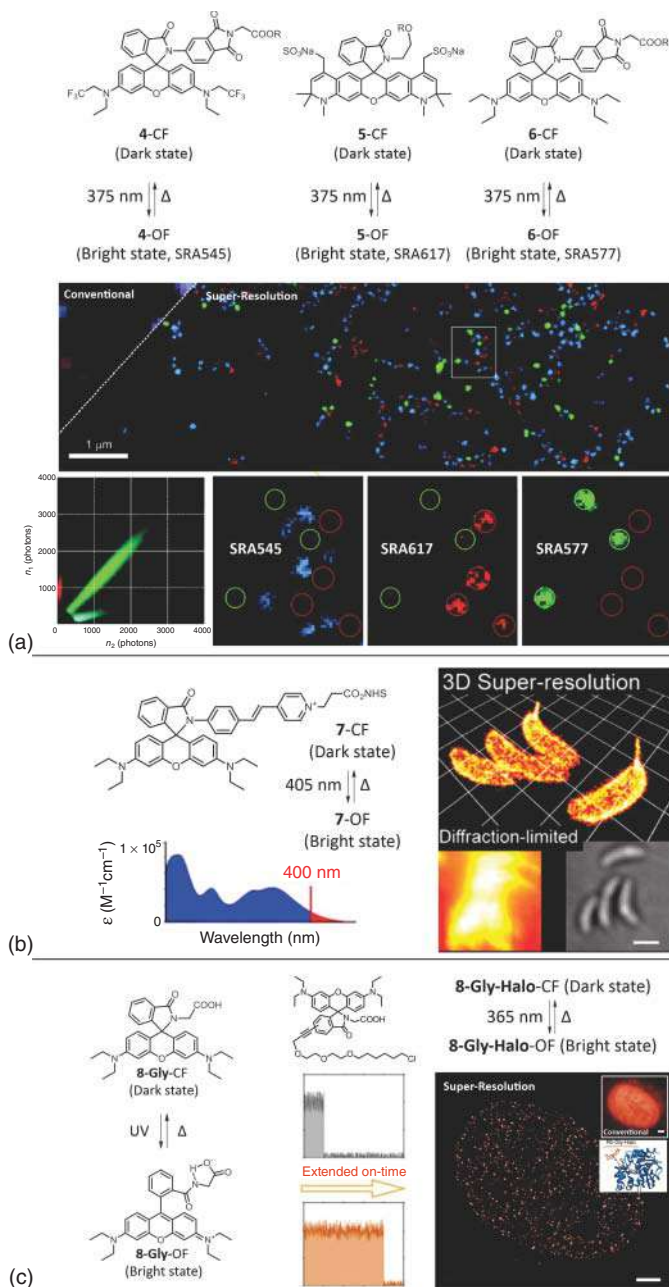 O
O
COOR
N
N
O
O
F3C
CF3
N
O
N
4-CF
(Dark state)
375 nm
Δ
4-OF
(Bright state, SRA545)
RO
SO3Na
O
SO3Na
N
N
O
N
5-CF
(Dark state)
375 nm
Δ
5-OF
(Bright state, SRA617)
O
O
COOR
N
N
O
N
O
N
6-CF
(Dark state)
375 nm
Δ
6-OF
(Bright state, SRA577)
Conventional
Super-Resolution
1 μm
4000
3000
2000
1000
n1 (photons)
0
1000
2000
3000
4000
n2 (photons)
SRA545
SRA617
SRA577
(a)
O
N
N+
CO2NHS
N
O
N
7-CF
(Dark state)
405 nm
Δ
7-OF
(Bright state)
1 × 10^5
ε (M−1cm−1)
0
400 nm
Wavelength (nm)
3D Super-resolution
Diffraction-limited
(b)
O
COOH
N
N
O
N
8-Gly-CF
(Dark state)
UV
Δ
O
H
O−
N
O
N
O
N+
8-Gly-OF
(Bright state)
N
O
N
COOH
N
O
O
O
O
Cl
Extended on-time
8-Gly-Halo-CF (Dark state)
365 nm
Δ
8-Gly-Halo-OF (Bright state)
Super-Resolution
Conventional
(c)